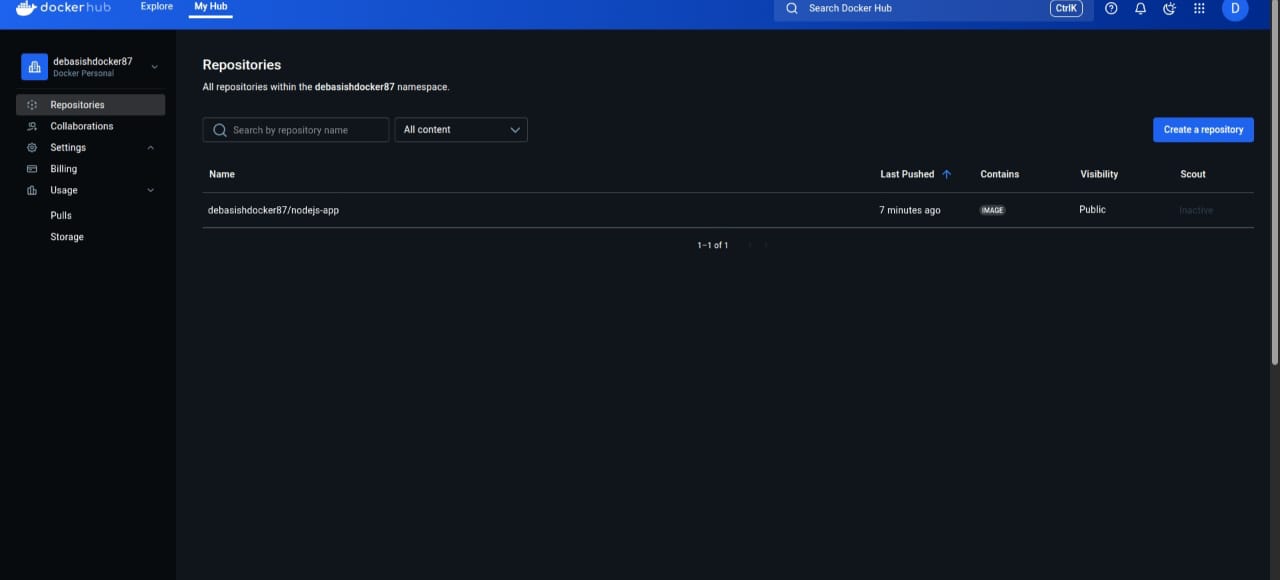 dockerhub Explore My Hub Search Docker Hub CtrlK D
debasishdocker87
Docker Personal
Repositories
Collaborations
Settings
Billing
Usage
Pulls
Storage
Repositories
All repositories within the debasishdocker87 namespace.
Search by repository name All content Create a repository
Name Last Pushed Contains Visibility Scout
debasishdocker87/nodejs-app 7 minutes ago IMAGE Public Inactive
1–1 of 1